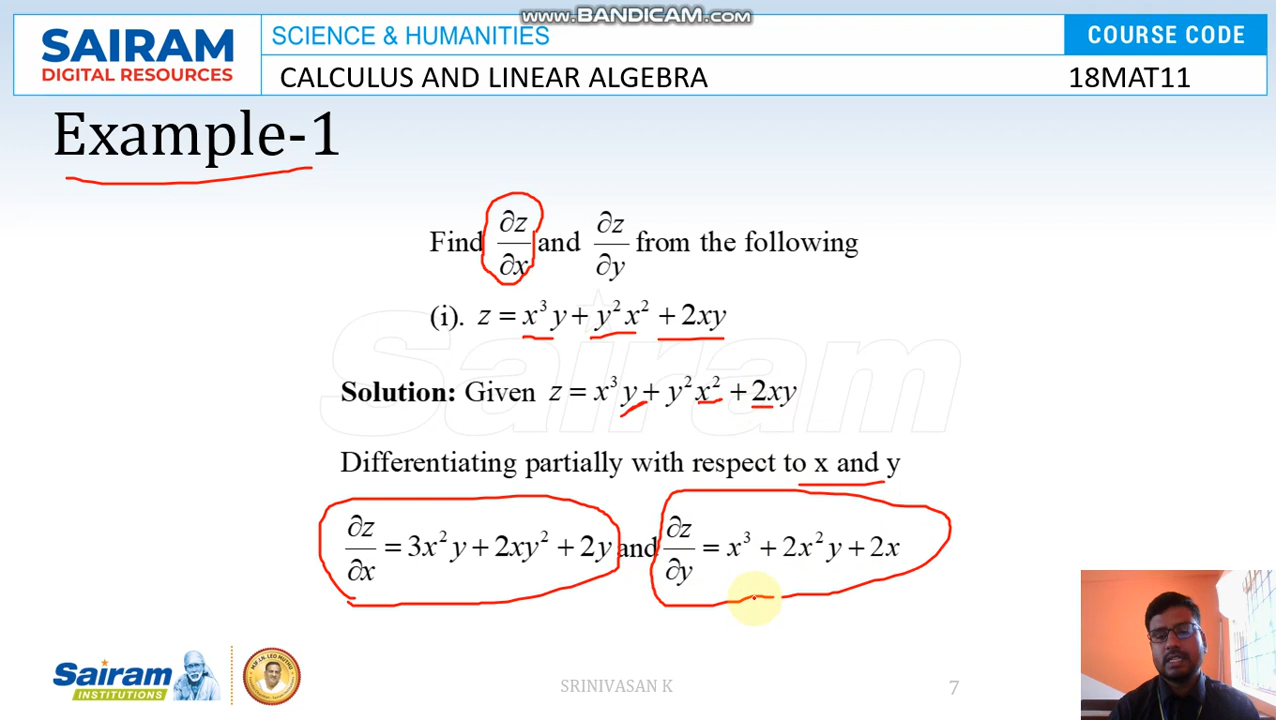 www.BANDICAM.com
SAIRAM
DIGITAL RESOURCES
SCIENCE & HUMANITIES
COURSE CODE
CALCULUS AND LINEAR ALGEBRA
18MAT11
Example-1
Find ∂z/∂x and ∂z/∂y from the following
(i). z = x³y + y²x² + 2xy
Solution: Given z = x³y + y²x² + 2xy
Differentiating partially with respect to x and y
∂z/∂x = 3x²y + 2xy² + 2y and ∂z/∂y = x³ + 2x²y + 2x
Sairam
Sairam
INSTITUTIONS
SRINIVASAN K
7